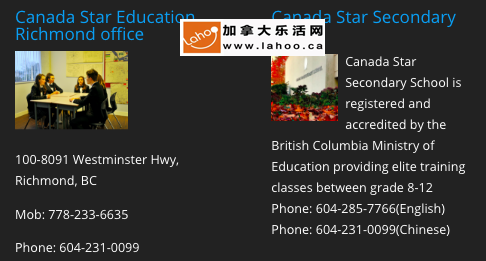 Canada Star Education
Richmond office
100-8091 Westminster Hwy,
Richmond, BC
Mob: 778-233-6635
Phone: 604-231-0099
Lahoo
加拿大乐活网
www.lahoo.ca
Canada Star Secondary
Canada Star
Secondary School is
registered and
accredited by the
British Columbia Ministry of
Education providing elite training
classes between grade 8-12
Phone: 604-285-7766(English)
Phone: 604-231-0099(Chinese)